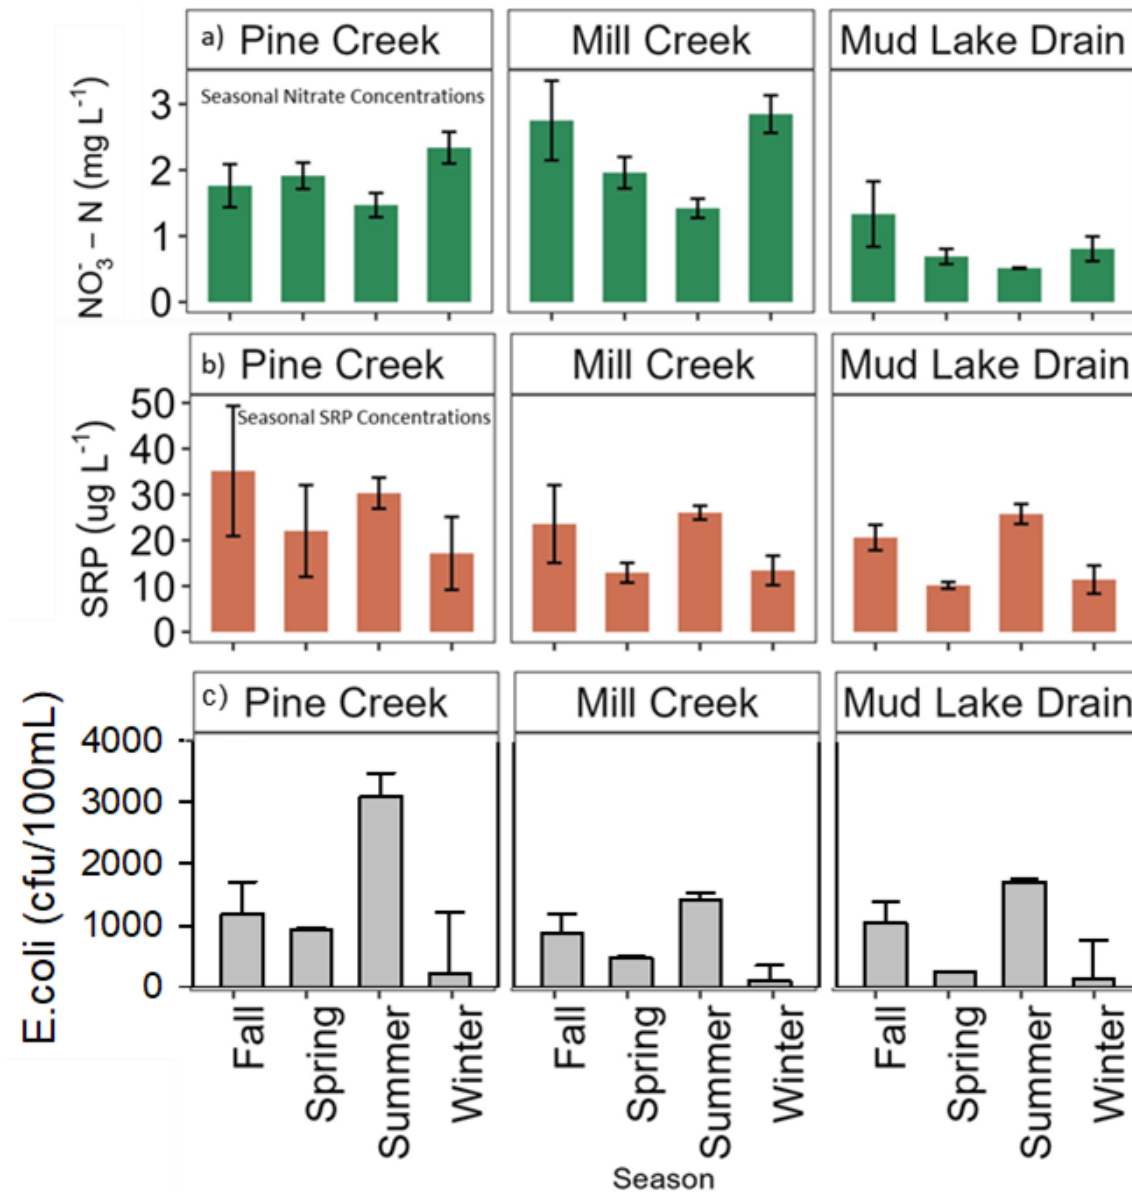 a) Pine Creek Mill Creek Mud Lake Drain
Seasonal Nitrate Concentrations
NO₃⁻ – N (mg L⁻¹)
3
2
1
0
b) Pine Creek Mill Creek Mud Lake Drain
Seasonal SRP Concentrations
SRP (ug L⁻¹)
50
40
30
20
10
0
c) Pine Creek Mill Creek Mud Lake Drain
E.coli (cfu/100mL)
4000
3000
2000
1000
0
Fall Spring Summer Winter Fall Spring Summer Winter Fall Spring Summer Winter
Season